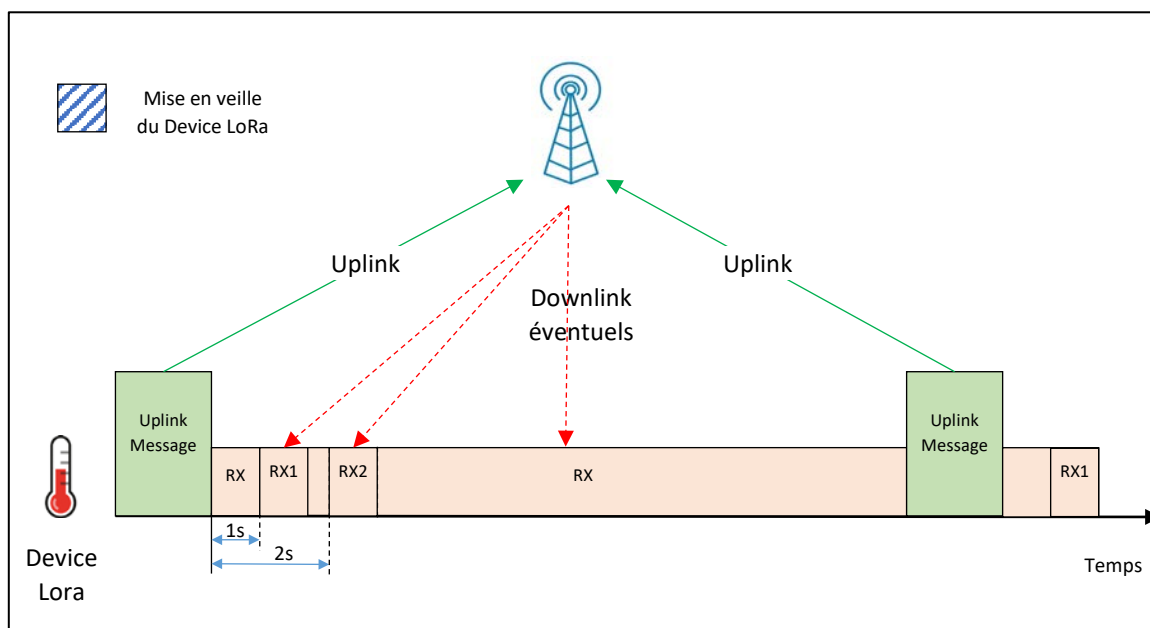 Mise en veille
du Device LoRa
Uplink
Uplink
Downlink
éventuels
Uplink
Message
Uplink
Message
RX
RX1
RX2
RX
RX1
1s
2s
Device
Lora
Temps